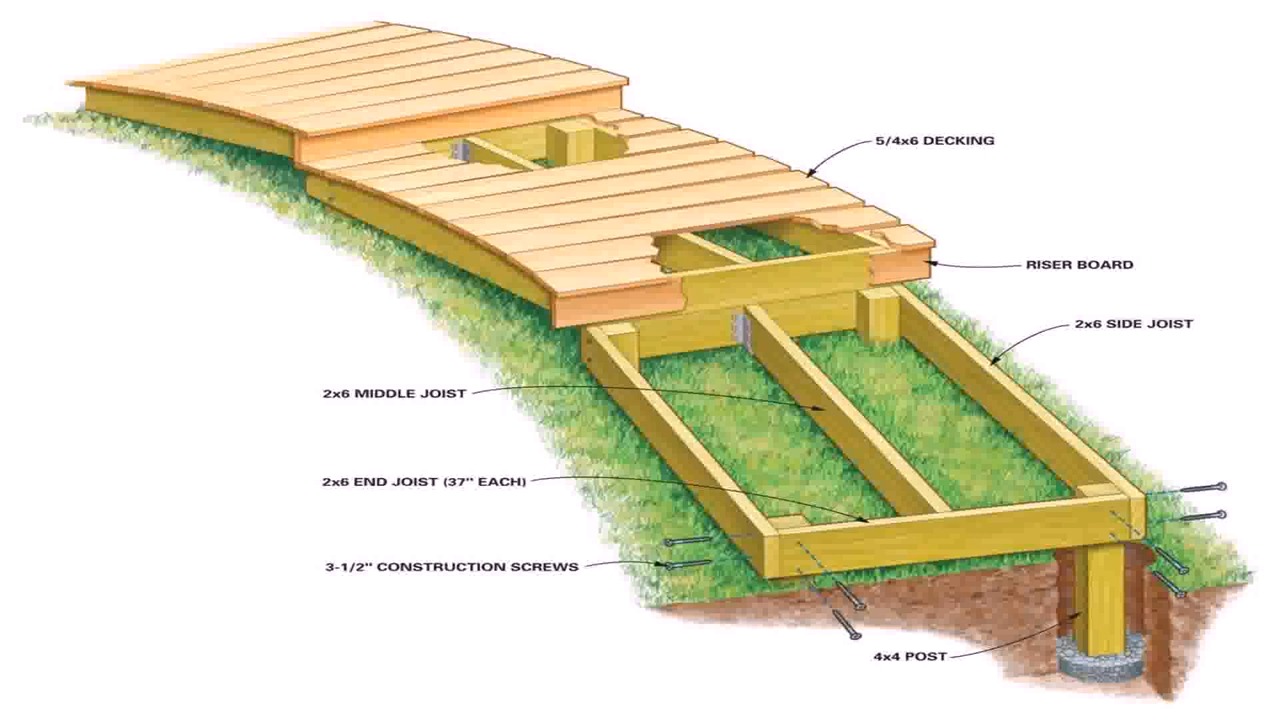 5/4x6 DECKING
RISER BOARD
2x6 SIDE JOIST
2x6 MIDDLE JOIST
2x6 END JOIST (37" EACH)
3-1/2" CONSTRUCTION SCREWS
4x4 POST